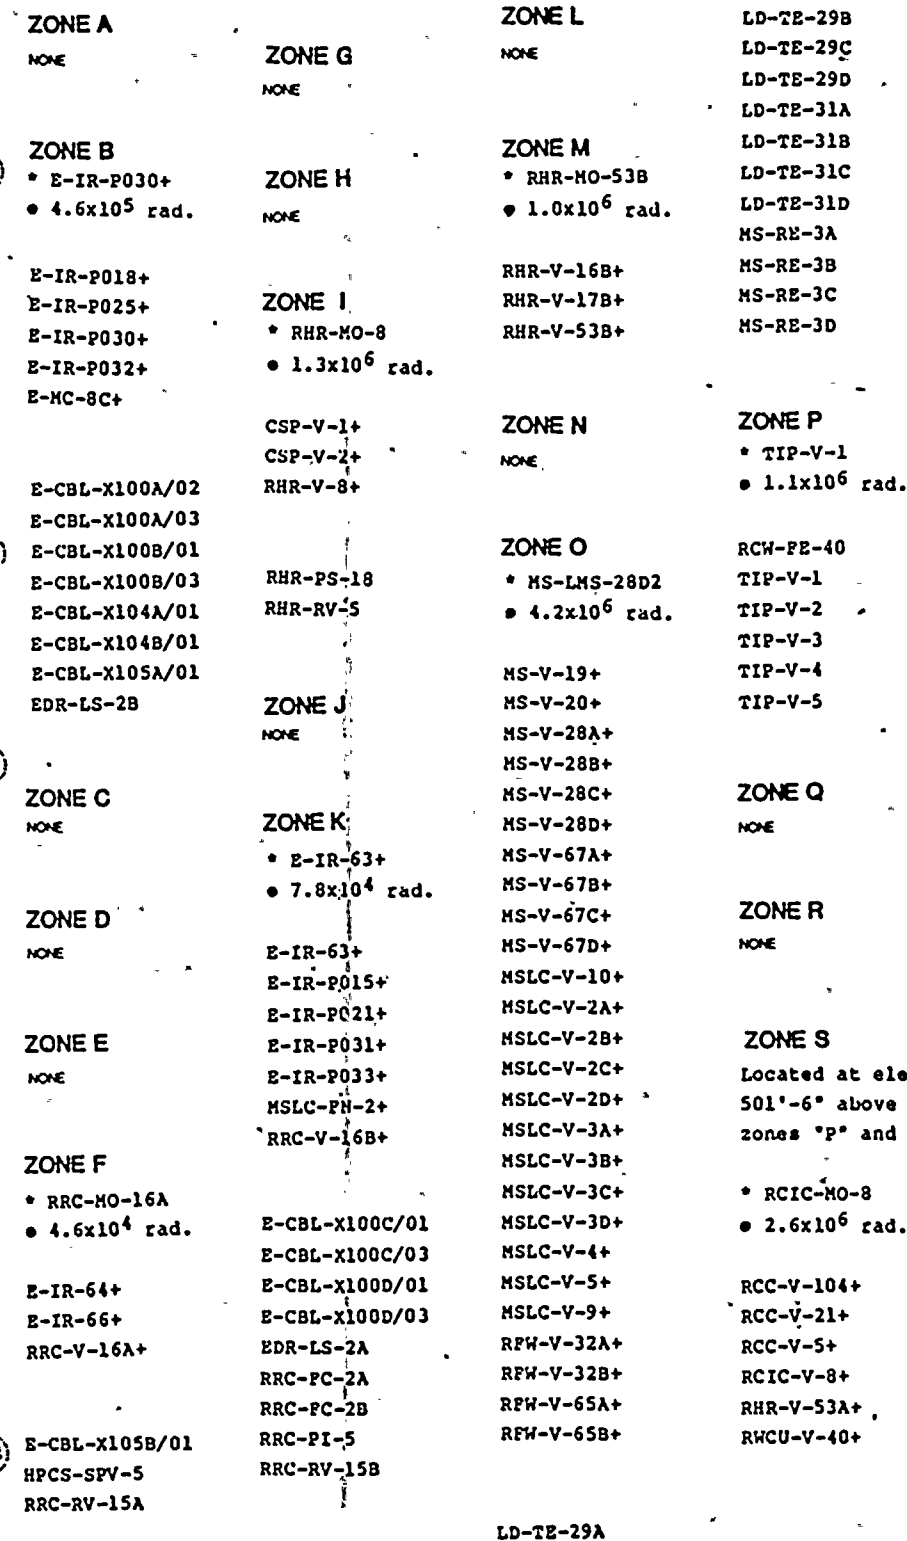 ZONE A
NONE
ZONE B
* E-IR-P030+
● 4.6x10⁵ rad.
E-IR-P018+
E-IR-P025+
E-IR-P030+
E-IR-P032+
E-MC-8C+
E-CBL-X100A/02
E-CBL-X100A/03
E-CBL-X100B/01
E-CBL-X100B/03
E-CBL-X104A/01
E-CBL-X104B/01
E-CBL-X105A/01
EDR-LS-2B
ZONE C
NONE
ZONE D
NONE
ZONE E
NONE
ZONE F
* RRC-MO-16A
● 4.6x10⁴ rad.
E-IR-64+
E-IR-66+
RRC-V-16A+
E-CBL-X105B/01
HPCS-SPV-5
RRC-RV-15A
ZONE G
NONE
ZONE H
NONE
ZONE I
* RHR-MO-8
● 1.3x10⁶ rad.
CSP-V-1+
CSP-V-2+
RHR-V-8+
RHR-PS-18
RHR-RV-5
ZONE J
NONE
ZONE K
* E-IR-63+
● 7.8x10⁴ rad.
E-IR-63+
E-IR-P015+
E-IR-P021+
E-IR-P031+
E-IR-P033+
MSLC-FN-2+
RRC-V-16B+
E-CBL-X100C/01
E-CBL-X100C/03
E-CBL-X100D/01
E-CBL-X100D/03
EDR-LS-2A
RRC-FC-2A
RRC-FC-2B
RRC-PI-5
RRC-RV-15B
ZONE L
NONE
ZONE M
* RHR-MO-53B
● 1.0x10⁶ rad.
RHR-V-16B+
RHR-V-17B+
RHR-V-53B+
ZONE N
NONE
ZONE O
* MS-LMS-28D2
● 4.2x10⁶ rad.
MS-V-19+
MS-V-20+
MS-V-28A+
MS-V-28B+
MS-V-28C+
MS-V-28D+
MS-V-67A+
MS-V-67B+
MS-V-67C+
MS-V-67D+
MSLC-V-10+
MSLC-V-2A+
MSLC-V-2B+
MSLC-V-2C+
MSLC-V-2D+
MSLC-V-3A+
MSLC-V-3B+
MSLC-V-3C+
MSLC-V-3D+
MSLC-V-4+
MSLC-V-5+
MSLC-V-9+
RFW-V-32A+
RFW-V-32B+
RFW-V-65A+
RFW-V-65B+
LD-TE-29A
LD-TE-29B
LD-TE-29C
LD-TE-29D
LD-TE-31A
LD-TE-31B
LD-TE-31C
LD-TE-31D
MS-RE-3A
MS-RE-3B
MS-RE-3C
MS-RE-3D
ZONE P
* TIP-V-1
● 1.1x10⁶ rad.
RCW-FE-40
TIP-V-1
TIP-V-2
TIP-V-3
TIP-V-4
TIP-V-5
ZONE Q
NONE
ZONE R
NONE
ZONE S
Located at ele
501'-6" above
zones "P" and
* RCIC-MO-8
● 2.6x10⁶ rad.
RCC-V-104+
RCC-V-21+
RCC-V-5+
RCIC-V-8+
RHR-V-53A+
RWCU-V-40+